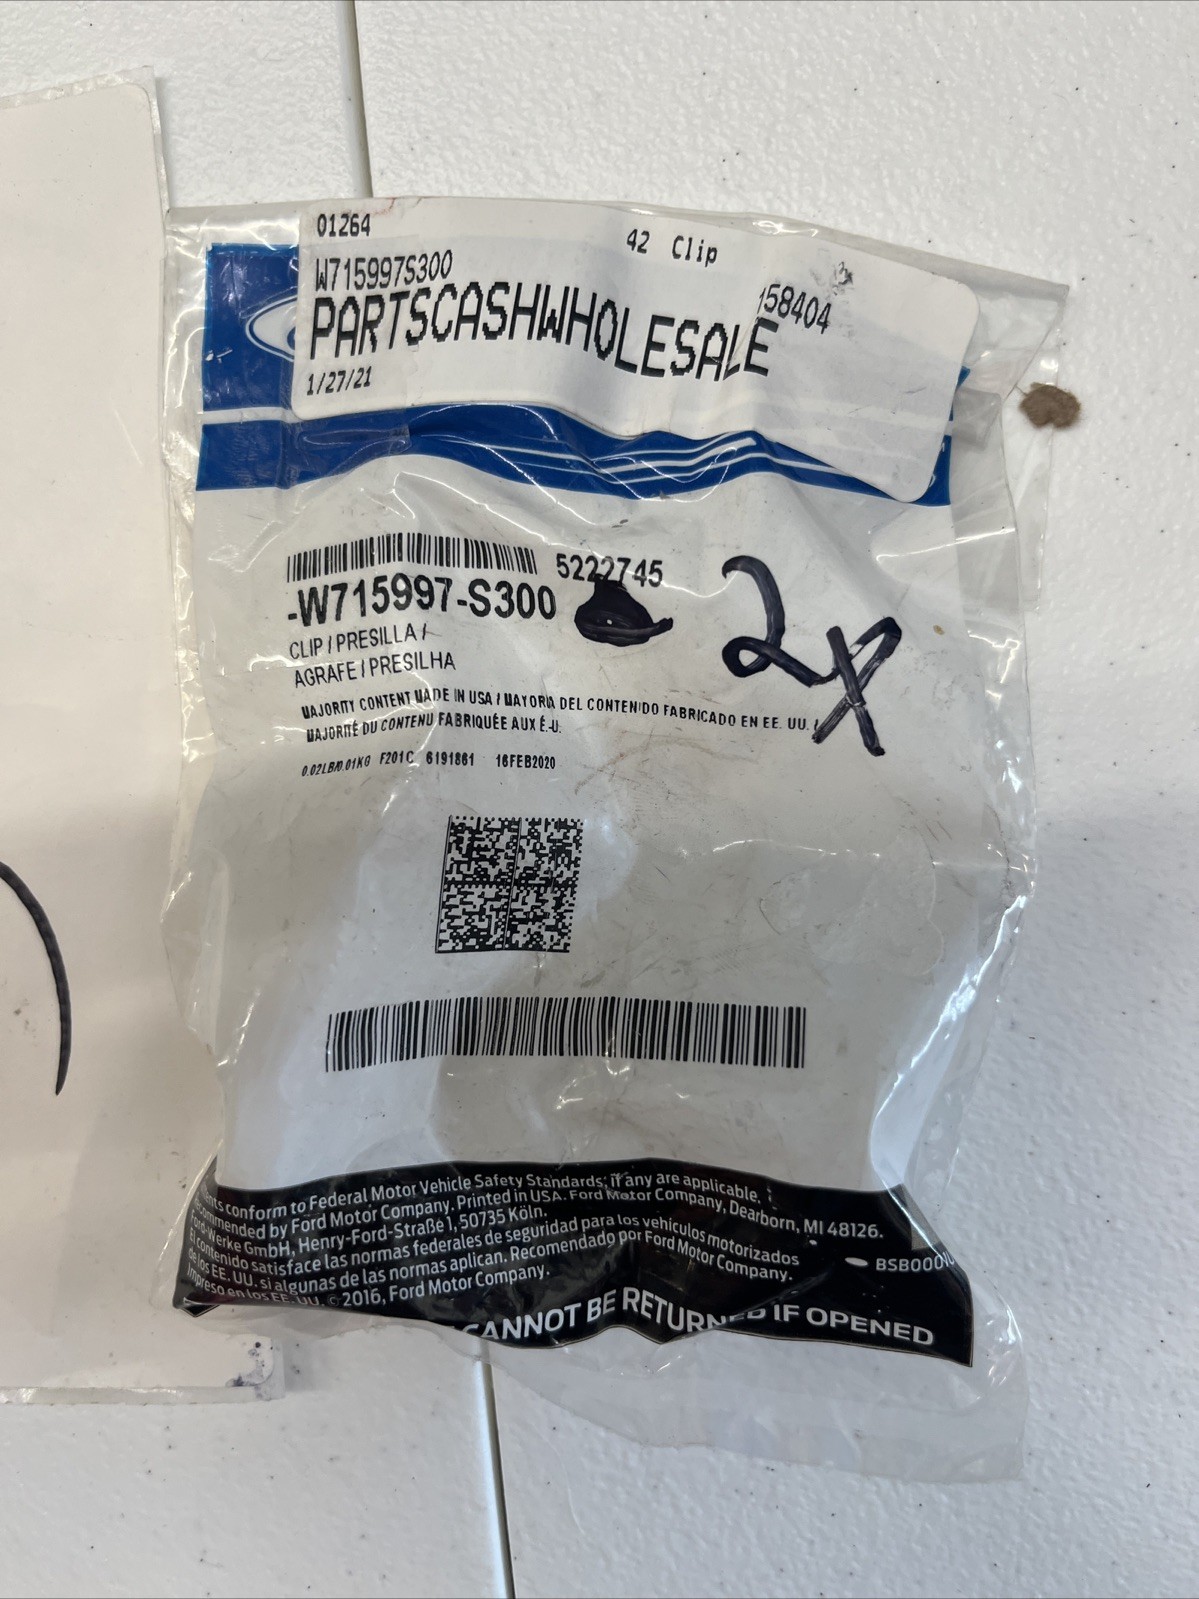 01264
42 Clip
W715997S300
158404
PARTSCASHWHOLESALE
1/27/21
5222745
-W715997-S300
2x
CLIP / PRESILLA /
AGRAFE / PRESILHA
MAJORITY CONTENT MADE IN USA / MAYORIA DEL CONTENIDO FABRICADO EN EE. UU. /
MAJORITÉ DU CONTENU FABRIQUÉE AUX É.-U.
0.02LB/0.01KG F201C 6191861 16FEB2020
conform to Federal Motor Vehicle Safety Standards; if any are applicable.
by Ford Motor Company. Printed in USA. Ford Motor Company, Dearborn, MI 48126.
Ford-Werke GmbH, Henry-Ford-Straße 1, 50735 Köln.
El contenido satisface las normas federales de seguridad para los vehículos motorizados
de los EE. UU. si algunas de las normas aplican. Recomendado por Ford Motor Company.
Impreso en los EE. UU. © 2016, Ford Motor Company.
CANNOT BE RETURNED IF OPENED